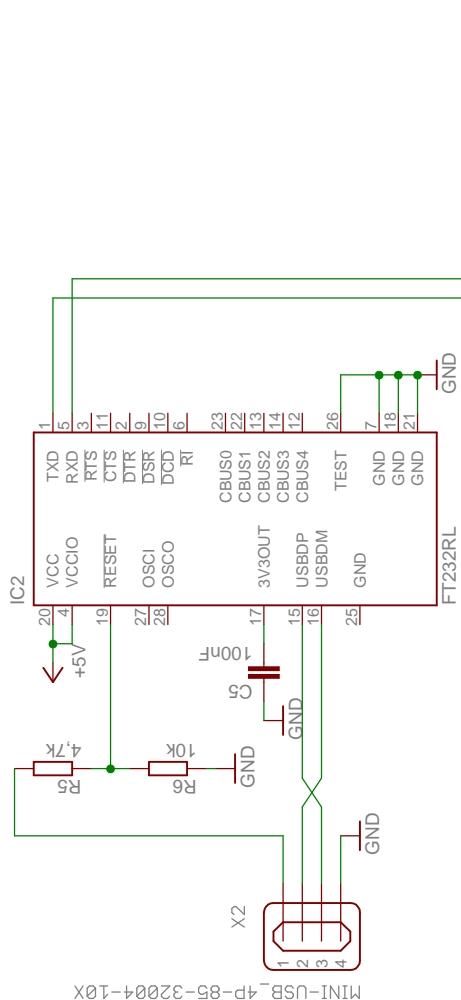 GND
1
5
3
11
2
9
10
6
23
22
13
14
12
26
7
18
21
TXD
RXD
RTS
CTS
DTR
DSR
DCD
RI
CBUS0
CBUS1
CBUS2
CBUS3
CBUS4
TEST
GND
GND
GND
IC2
VCC
VCCIO
RESET
OSCI
OSCO
3V3OUT
USBDP
USBDM
GND
FT232RL
20
4
19
27
28
17
15
16
25
+5V
100nF
C5
GND
4,7k
R5
10k
R6
GND
GND
X2
1
2
3
4
MINI-USB_4P-85-32004-10X